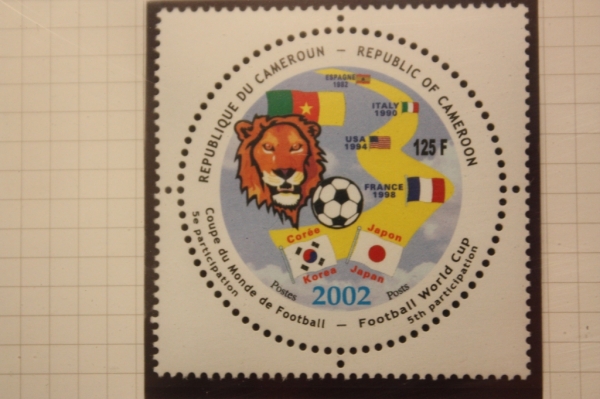 REPUBLIQUE DU CAMEROUN — REPUBLIC OF CAMEROON
ESPAGNE
1982
ITALY
1990
USA
1994
125 F
FRANCE
1998
Corée
Korea
Japon
Japan
Postes
2002
Posts
Coupe du Monde de Football — Football World Cup
5e participation
5th participation